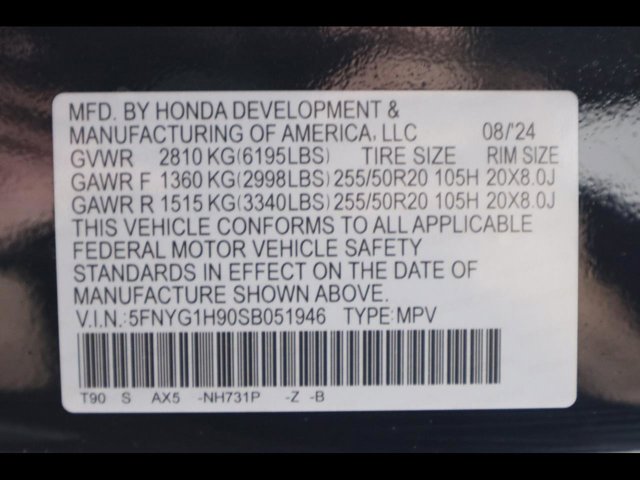 MFD. BY HONDA DEVELOPMENT &
MANUFACTURING OF AMERICA, LLC 08/'24
GVWR 2810 KG(6195LBS) TIRE SIZE RIM SIZE
GAWR F 1360 KG(2998LBS) 255/50R20 105H 20X8.0J
GAWR R 1515 KG(3340LBS) 255/50R20 105H 20X8.0J
THIS VEHICLE CONFORMS TO ALL APPLICABLE
FEDERAL MOTOR VEHICLE SAFETY
STANDARDS IN EFFECT ON THE DATE OF
MANUFACTURE SHOWN ABOVE.
V.I.N.:5FNYG1H90SB051946 TYPE:MPV
T90 S AX5 -NH731P -Z -B